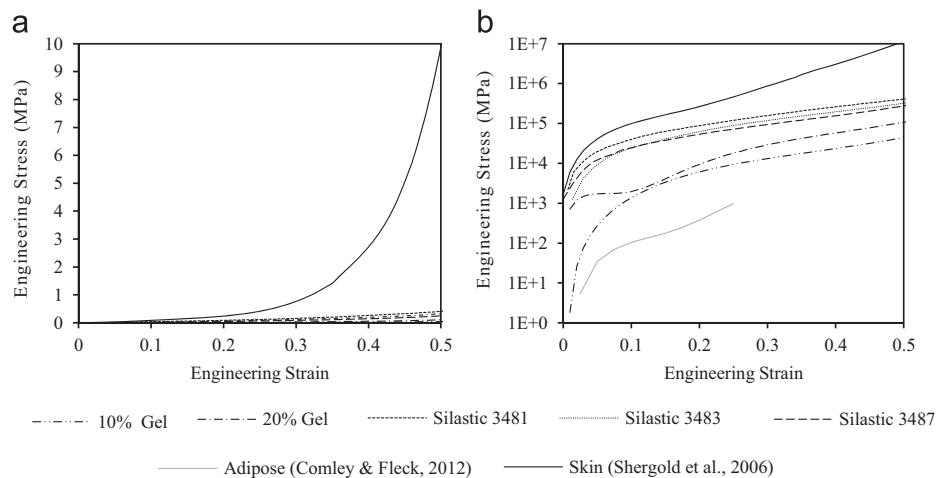 a
Engineering Stress (MPa)
10
9
8
7
6
5
4
3
2
1
0
0 0.1 0.2 0.3 0.4 0.5
Engineering Strain
b
Engineering Stress (MPa)
1E+7
1E+6
1E+5
1E+4
1E+3
1E+2
1E+1
1E+0
0 0.1 0.2 0.3 0.4 0.5
Engineering Strain
10% Gel 20% Gel Silastic 3481 Silastic 3483 Silastic 3487
Adipose (Comley & Fleck, 2012) Skin (Shergold et al., 2006)